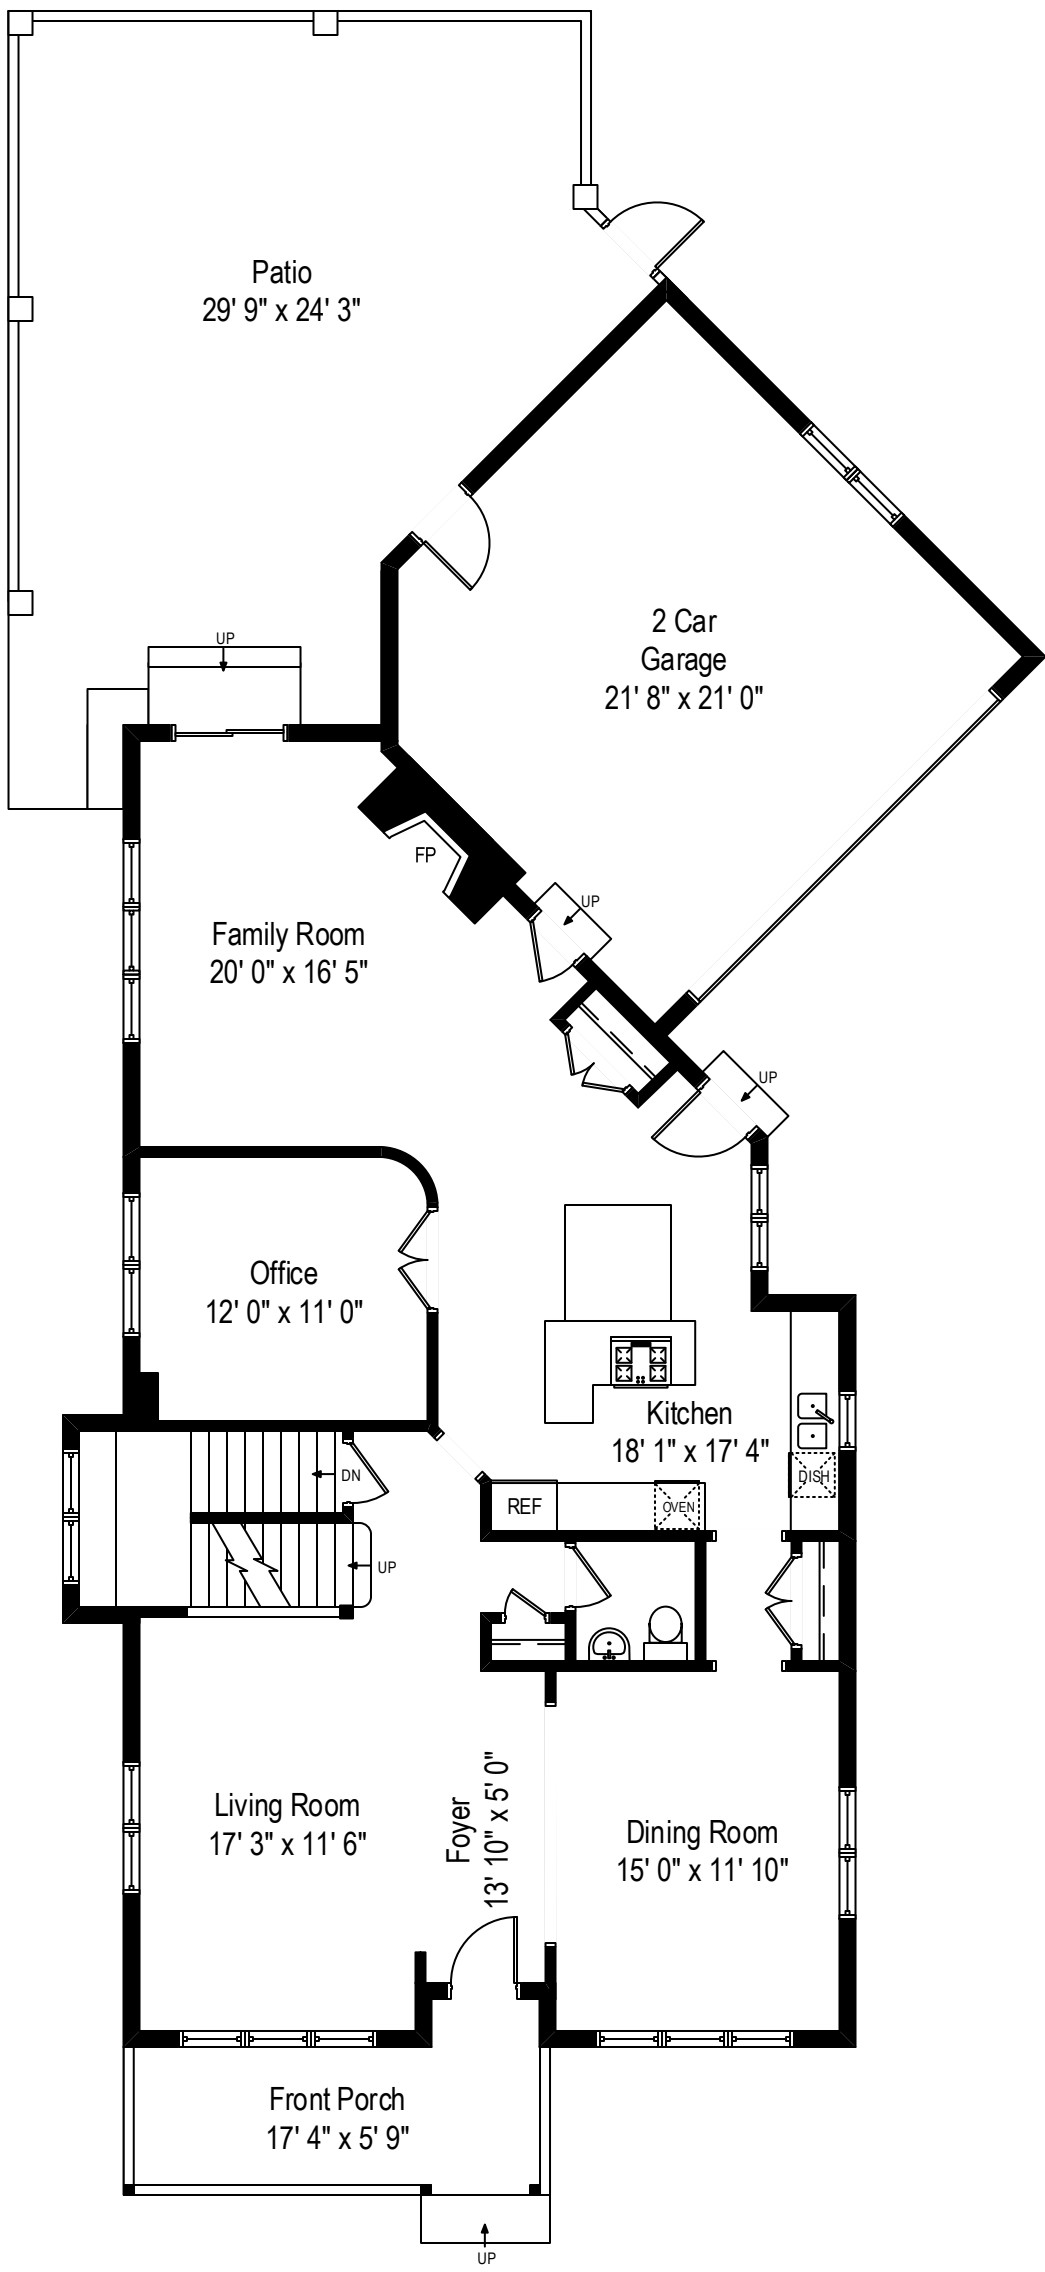 Patio
29' 9" x 24' 3"
2 Car
Garage
21' 8" x 21' 0"
UP
FP
UP
Family Room
20' 0" x 16' 5"
UP
Office
12' 0" x 11' 0"
Kitchen
18' 1" x 17' 4"
DN
DISH
REF
OVEN
UP
Living Room
17' 3" x 11' 6"
Foyer
13' 10" x 5' 0"
Dining Room
15' 0" x 11' 10"
Front Porch
17' 4" x 5' 9"
UP